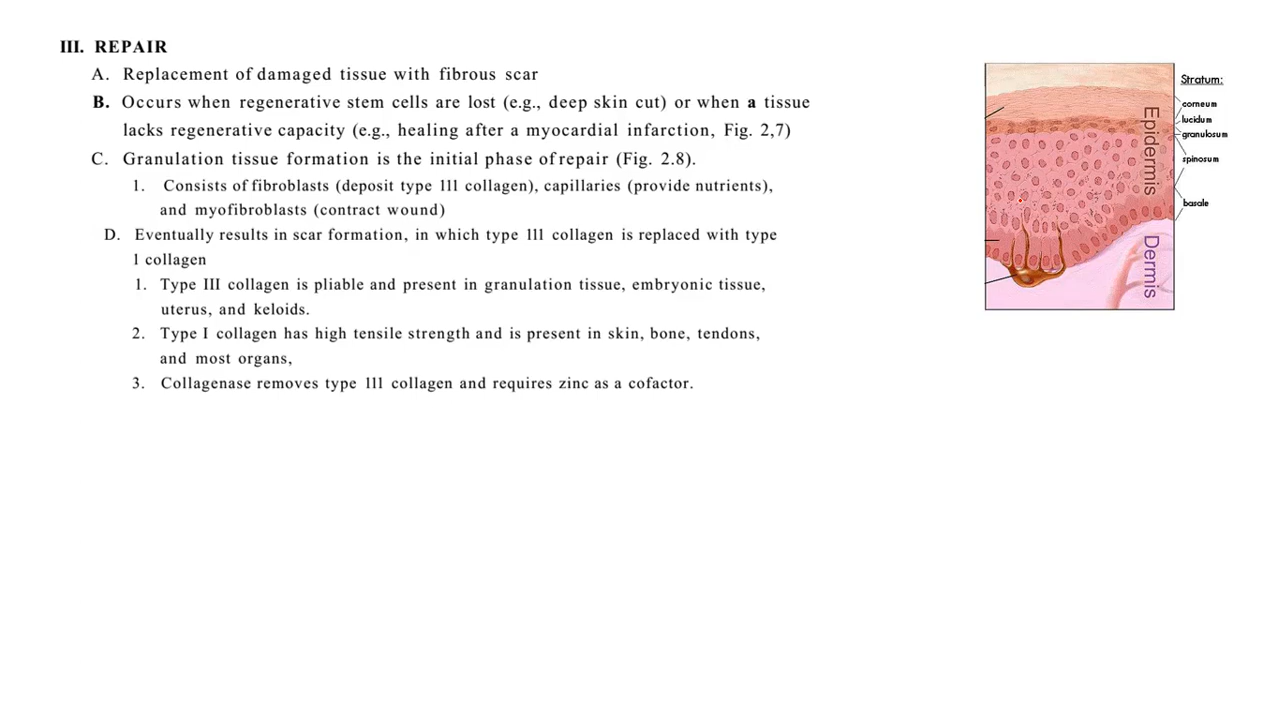 III. REPAIR
A. Replacement of damaged tissue with fibrous scar
B. Occurs when regenerative stem cells are lost (e.g., deep skin cut) or when a tissue
lacks regenerative capacity (e.g., healing after a myocardial infarction, Fig. 2,7)
C. Granulation tissue formation is the initial phase of repair (Fig. 2.8).
1. Consists of fibroblasts (deposit type 111 collagen), capillaries (provide nutrients),
and myofibroblasts (contract wound)
D. Eventually results in scar formation, in which type 111 collagen is replaced with type
1 collagen
1. Type III collagen is pliable and present in granulation tissue, embryonic tissue,
uterus, and keloids.
2. Type I collagen has high tensile strength and is present in skin, bone, tendons,
and most organs,
3. Collagenase removes type 111 collagen and requires zinc as a cofactor.
Stratum:
corneum
lucidum
granulosum
spinosum
basale
Epidermis
Dermis